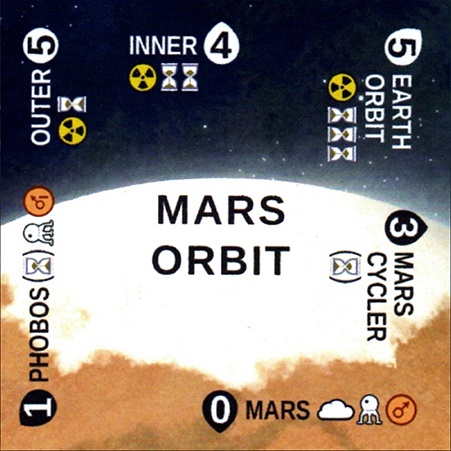 INNER 4
OUTER 5
5 EARTH
ORBIT
MARS
ORBIT
3 MARS
CYCLER
( )
1 PHOBOS ( )
0 MARS